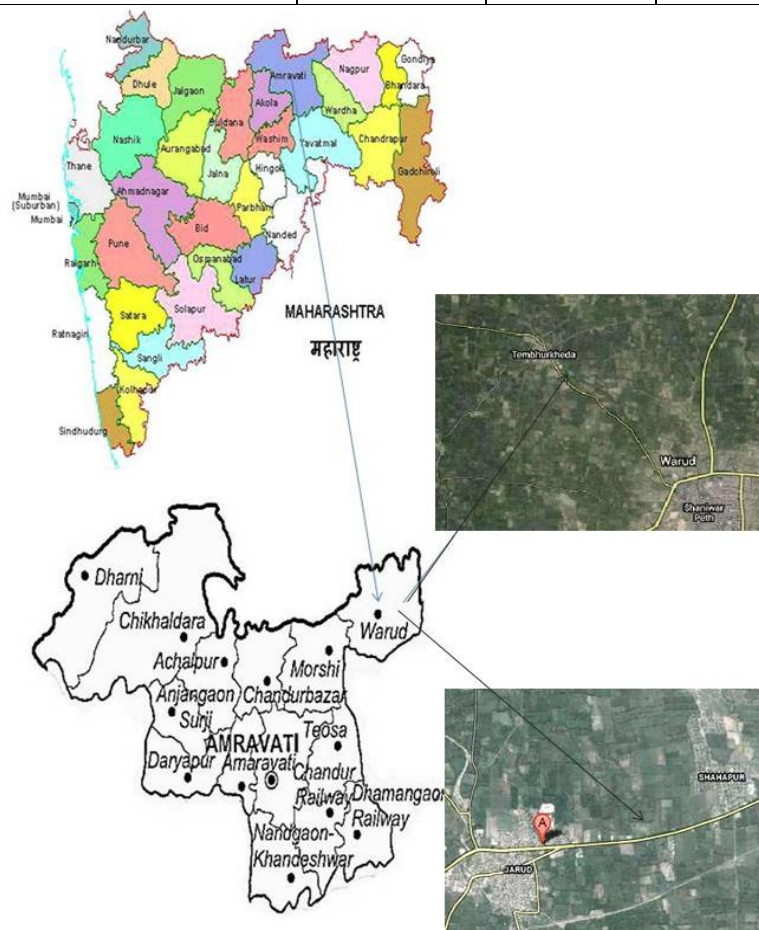 Nandurbar
Dhule
Jalgaon
Buldana
Akola
Amravati
Nagpur
Gondiya
Bhandara
Wardha
Nashik
Aurangabad
Jalna
Washim
Yavatmal
Chandrapur
Gadchiroli
Thane
Hingoli
Ahmadnagar
Parbhani
Mumbai
(Suburban)
Mumbai
Pune
Bid
Nanded
Raigarh
Osmanabad
Latur
Satara
Solapur
Ratnagiri
Sangli
Kolhapur
Sindhudurg
MAHARASHTRA
महाराष्ट्र
Tembhurkheda
Warud
Shaniwar
Peth
Dharni
Chikhaldara
Achalpur
Warud
Morshi
Anjangaon
Surji
Chandurbazar
Teosa
AMRAVATI
Daryapur
Amaravati
Chandur
Railway
Dhamangaon
Railway
Nandgaon-
Khandeshwar
SHAHAPUR
A
JARUD